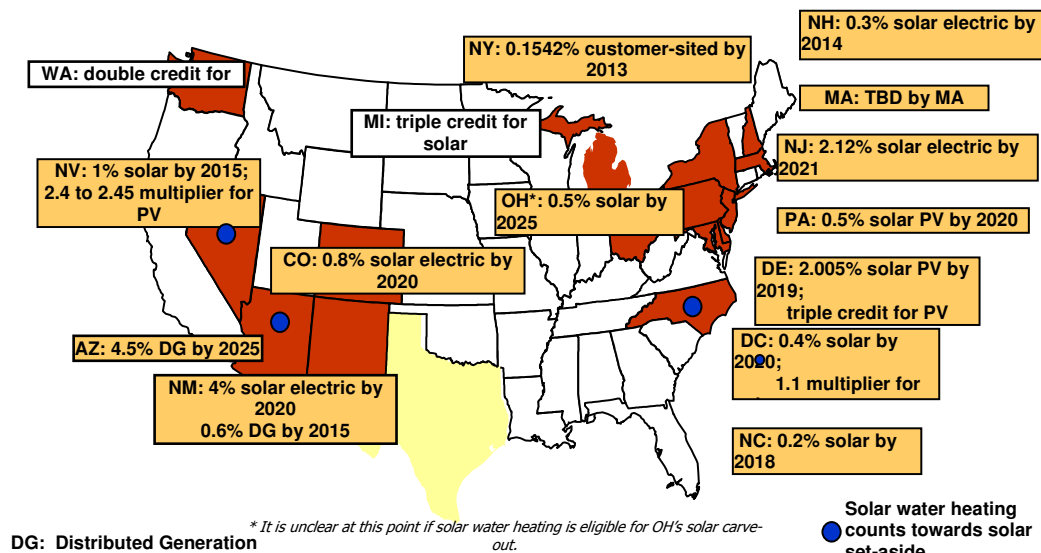 NH: 0.3% solar electric by
2014
NY: 0.1542% customer-sited by
2013
WA: double credit for
MA: TBD by MA
MI: triple credit for
solar
NJ: 2.12% solar electric by
2021
NV: 1% solar by 2015;
2.4 to 2.45 multiplier for
PV
OH*: 0.5% solar by
2025
PA: 0.5% solar PV by 2020
CO: 0.8% solar electric by
2020
DE: 2.005% solar PV by
2019;
triple credit for PV
AZ: 4.5% DG by 2025
DC: 0.4% solar by
2020;
1.1 multiplier for
NM: 4% solar electric by
2020
0.6% DG by 2015
NC: 0.2% solar by
2018
* It is unclear at this point if solar water heating is eligible for OH's solar carve-
out.
DG: Distributed Generation
Solar water heating
counts towards solar
set-aside